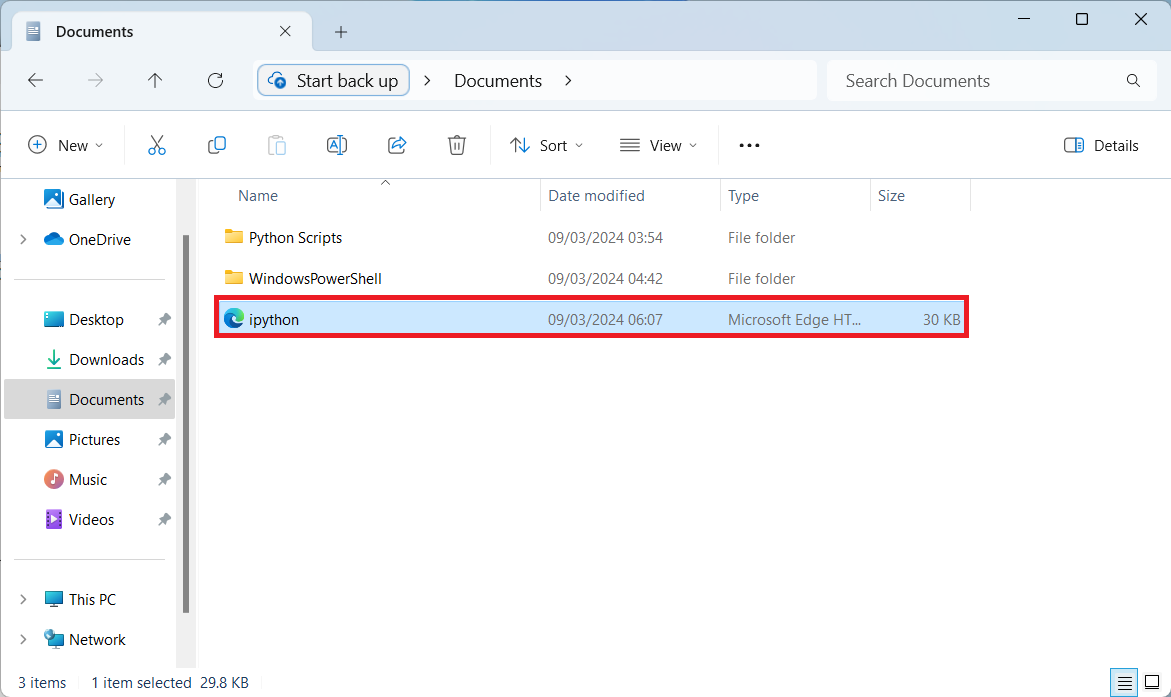 Documents
Start back up > Documents >
Search Documents
New
Sort
View
Details
Gallery
OneDrive
Desktop
Downloads
Documents
Pictures
Music
Videos
This PC
Network
Name Date modified Type Size
Python Scripts 09/03/2024 03:54 File folder
WindowsPowerShell 09/03/2024 04:42 File folder
ipython 09/03/2024 06:07 Microsoft Edge HT... 30 KB
3 items 1 item selected 29.8 KB